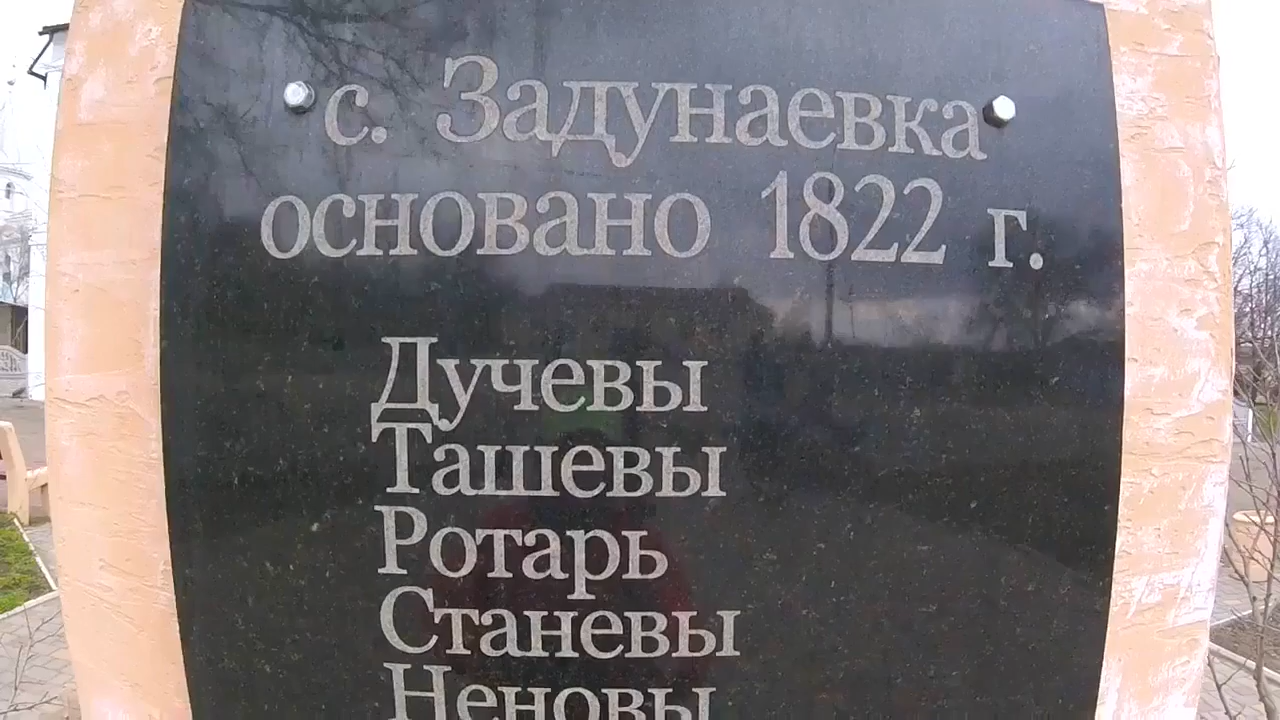 с. Задунаевка
основано 1822 г.
Дучевы
Ташевы
Ротарь
Станевы
Неновы